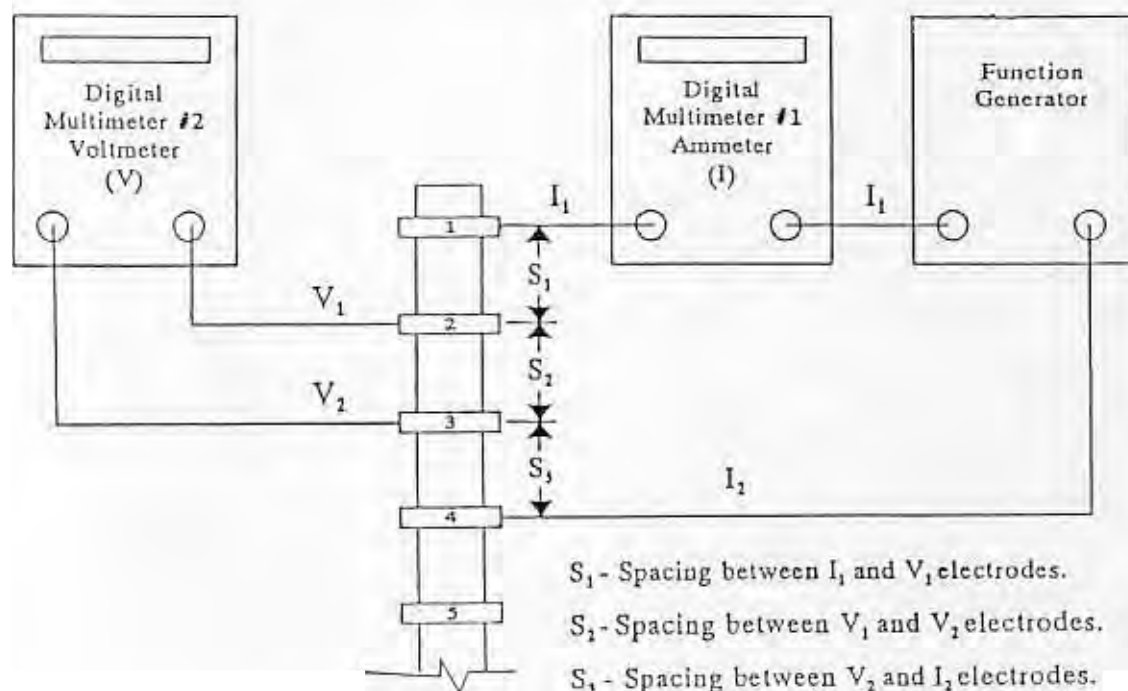 Digital
Multimeter #2
Voltmeter
(V)
Digital
Multimeter #1
Ammeter
(I)
Function
Generator
I₁
I₁
1
S₁
V₁
2
S₂
V₂
3
S₃
I₂
4
5
S₁ - Spacing between I₁ and V₁ electrodes.
S₂ - Spacing between V₁ and V₂ electrodes.
S₃ - Spacing between V₂ and I₂ electrodes.